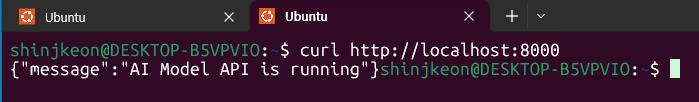 Ubuntu
Ubuntu
shinjkeon@DESKTOP-B5VPVIO:~$ curl http://localhost:8000
{"message":"AI Model API is running"}shinjkeon@DESKTOP-B5VPVIO:~$